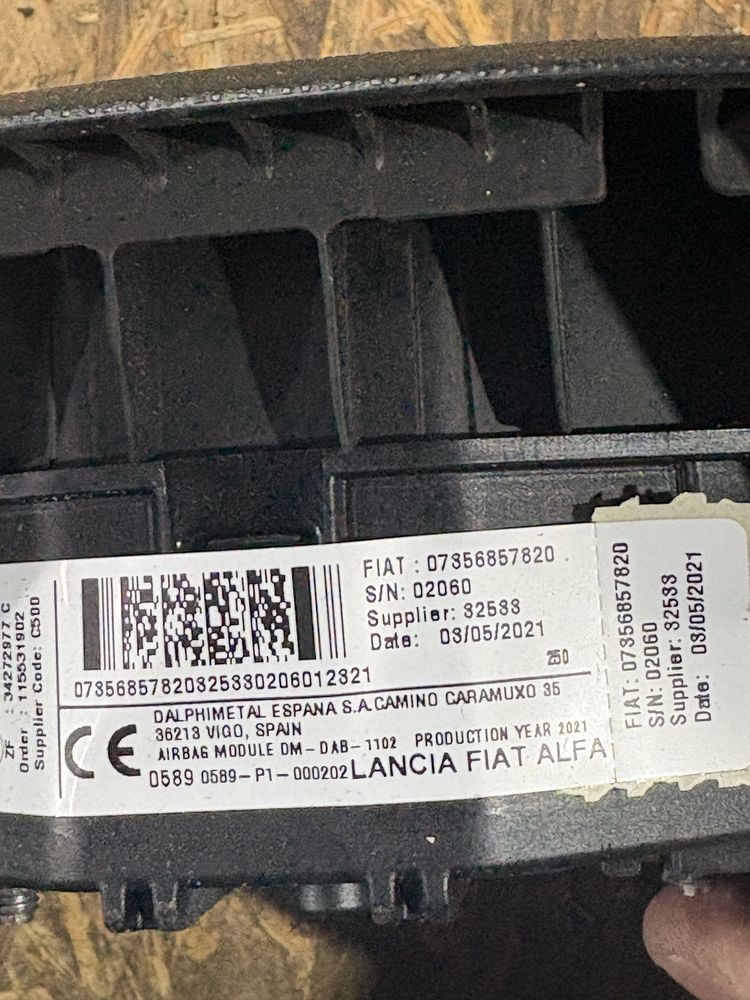 ZF : 34272977 C
Order : 115531902
Supplier Code: C500
FIAT : 07356857820
S/N: 02060
Supplier: 32533
Date: 03/05/2021
250
07356857820325330206012321
DALPHIMETAL ESPANA S.A.CAMINO CARAMUXO 35
36213 VIGO, SPAIN
AIRBAG MODULE DM-DAB-1102 PRODUCTION YEAR 2021
CE 0589 0589-P1-000202 LANCIA FIAT ALFA
FIAT: 07356857820
S/N: 02060
Supplier: 32533
Date: 03/05/2021